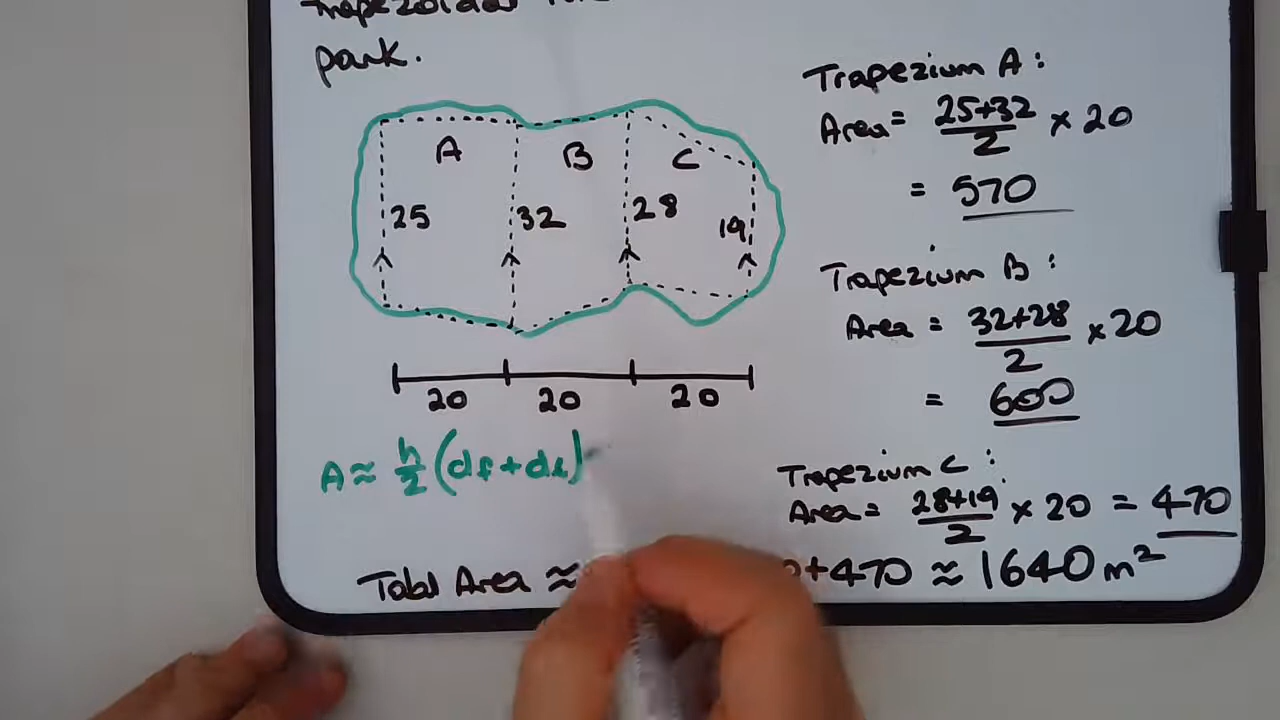 park.
A B C
25 32 28 19
20 20 20
A ≈ h/2 (df + dl)
Trapezium A :
Area = 25+32/2 × 20
= 570
Trapezium B :
Area = 32+28/2 × 20
= 600
Trapezium C :
Area = 28+19/2 × 20 = 470
Total Area ≈ +470 ≈ 1640 m²